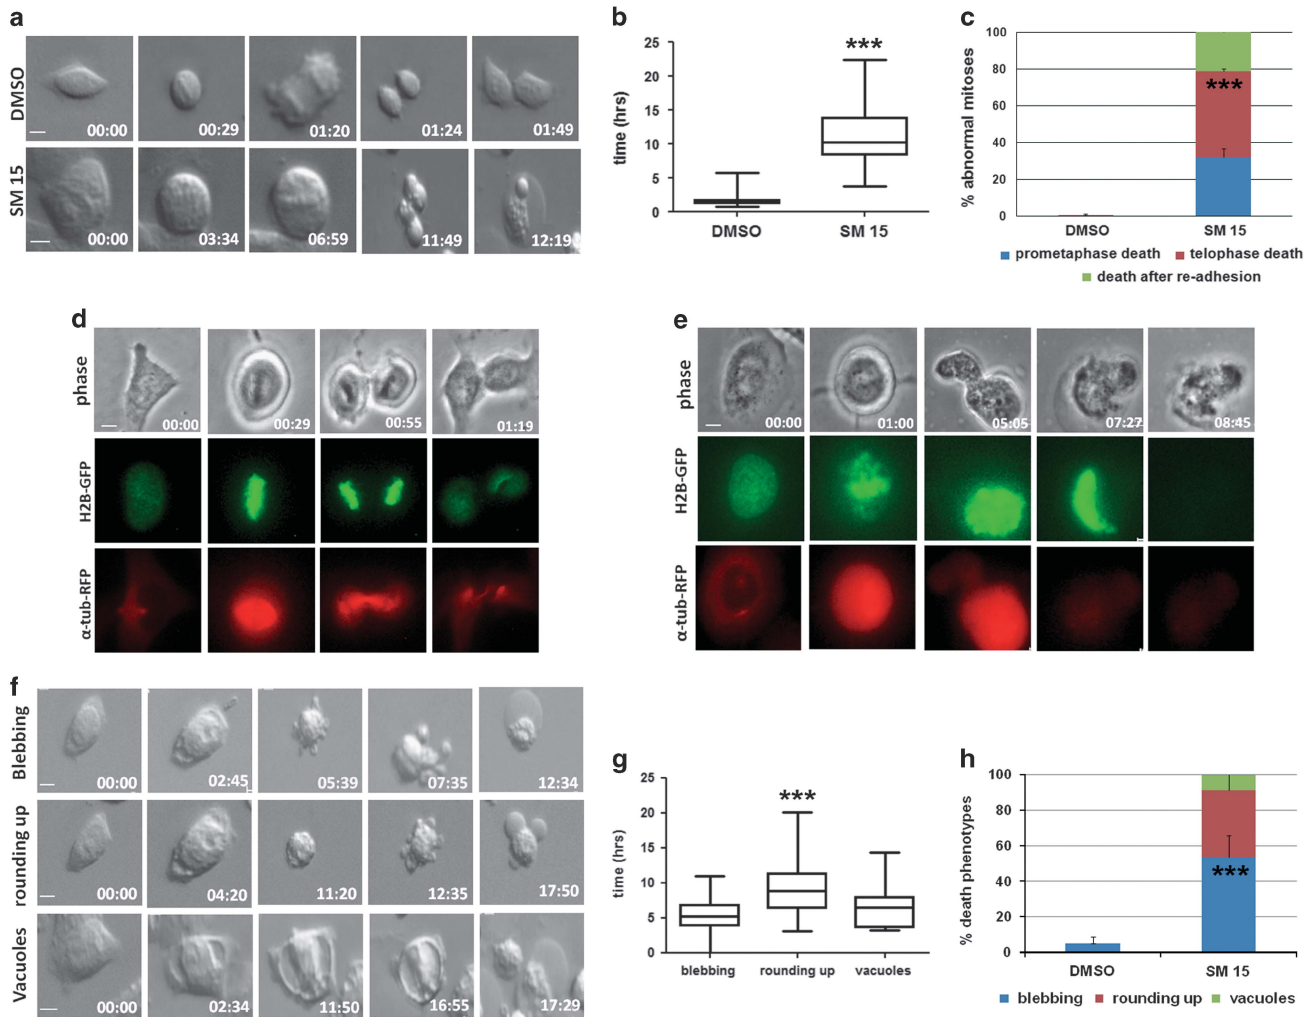 a
DMSO
00:00
00:29
01:20
01:24
01:49
SM 15
00:00
03:34
06:59
11:49
12:19
b
time (hrs)
25
20
15
10
5
0
***
DMSO
SM 15
c
% abnormal mitoses
100
80
60
40
20
0
***
DMSO
SM 15
prometaphase death
telophase death
death after re-adhesion
d
phase
00:00
00:29
00:55
01:19
H2B-GFP
α-tub-RFP
e
phase
00:00
01:00
05:05
07:27
08:45
H2B-GFP
α-tub-RFP
f
Blebbing
00:00
02:45
05:39
07:35
12:34
rounding up
00:00
04:20
11:20
12:35
17:50
Vacuoles
00:00
02:34
11:50
16:55
17:29
g
time (hrs)
25
20
15
10
5
0
***
blebbing
rounding up
vacuoles
h
% death phenotypes
100
80
60
40
20
0
***
DMSO
SM 15
blebbing
rounding up
vacuoles